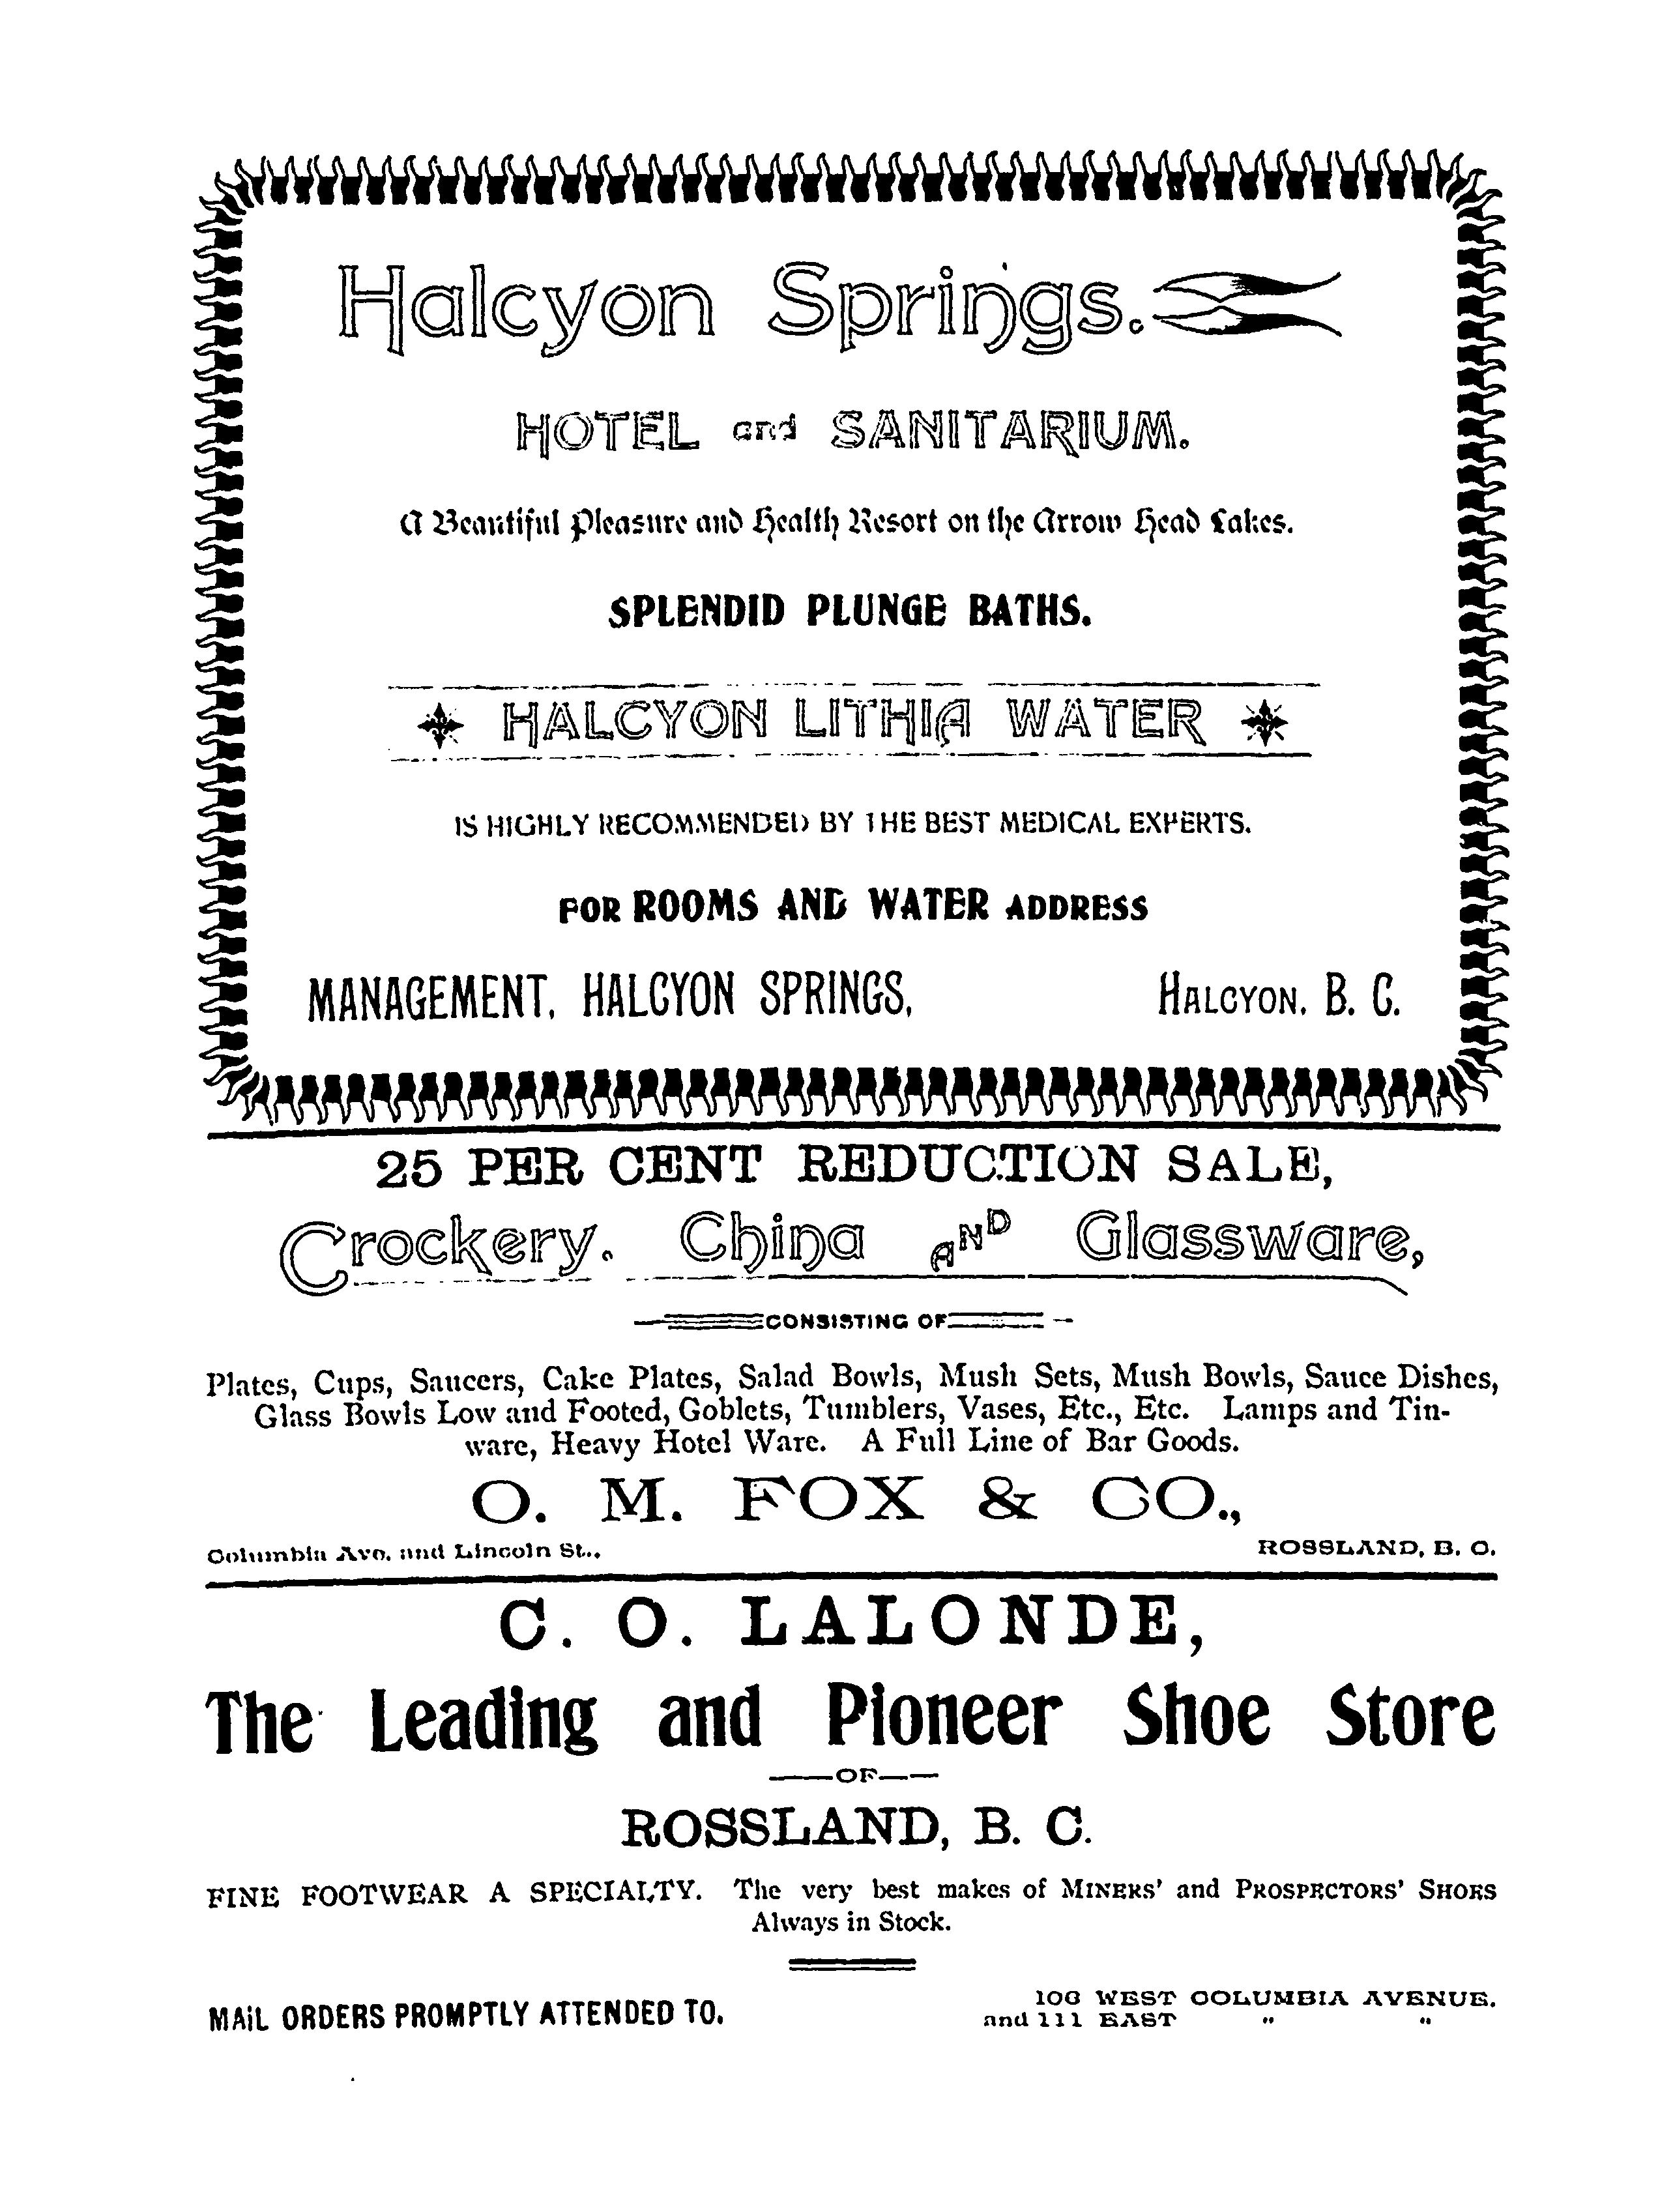 Halcyon Springs.
HOTEL and SANITARIUM.
A Beautiful Pleasure and Health Resort on the Arrow Head Lakes.
SPLENDID PLUNGE BATHS.
HALCYON LITHIA WATER
IS HIGHLY RECOMMENDED BY THE BEST MEDICAL EXPERTS.
FOR ROOMS AND WATER ADDRESS
MANAGEMENT, HALCYON SPRINGS, HALCYON, B. C.
25 PER CENT REDUCTION SALE,
Crockery, China AND Glassware,
CONSISTING OF
Plates, Cups, Saucers, Cake Plates, Salad Bowls, Mush Sets, Mush Bowls, Sauce Dishes,
Glass Bowls Low and Footed, Goblets, Tumblers, Vases, Etc., Etc. Lamps and Tin-
ware, Heavy Hotel Ware. A Full Line of Bar Goods.
O. M. FOX & CO.,
Columbia Ave. and Lincoln St., ROSSLAND, B. C.
C. O. LALONDE,
The Leading and Pioneer Shoe Store
OF
ROSSLAND, B. C.
FINE FOOTWEAR A SPECIALTY. The very best makes of MINERS' and PROSPECTORS' SHOES
Always in Stock.
MAIL ORDERS PROMPTLY ATTENDED TO.
WEST COLUMBIA AVENUE.
and 111 EAST " "